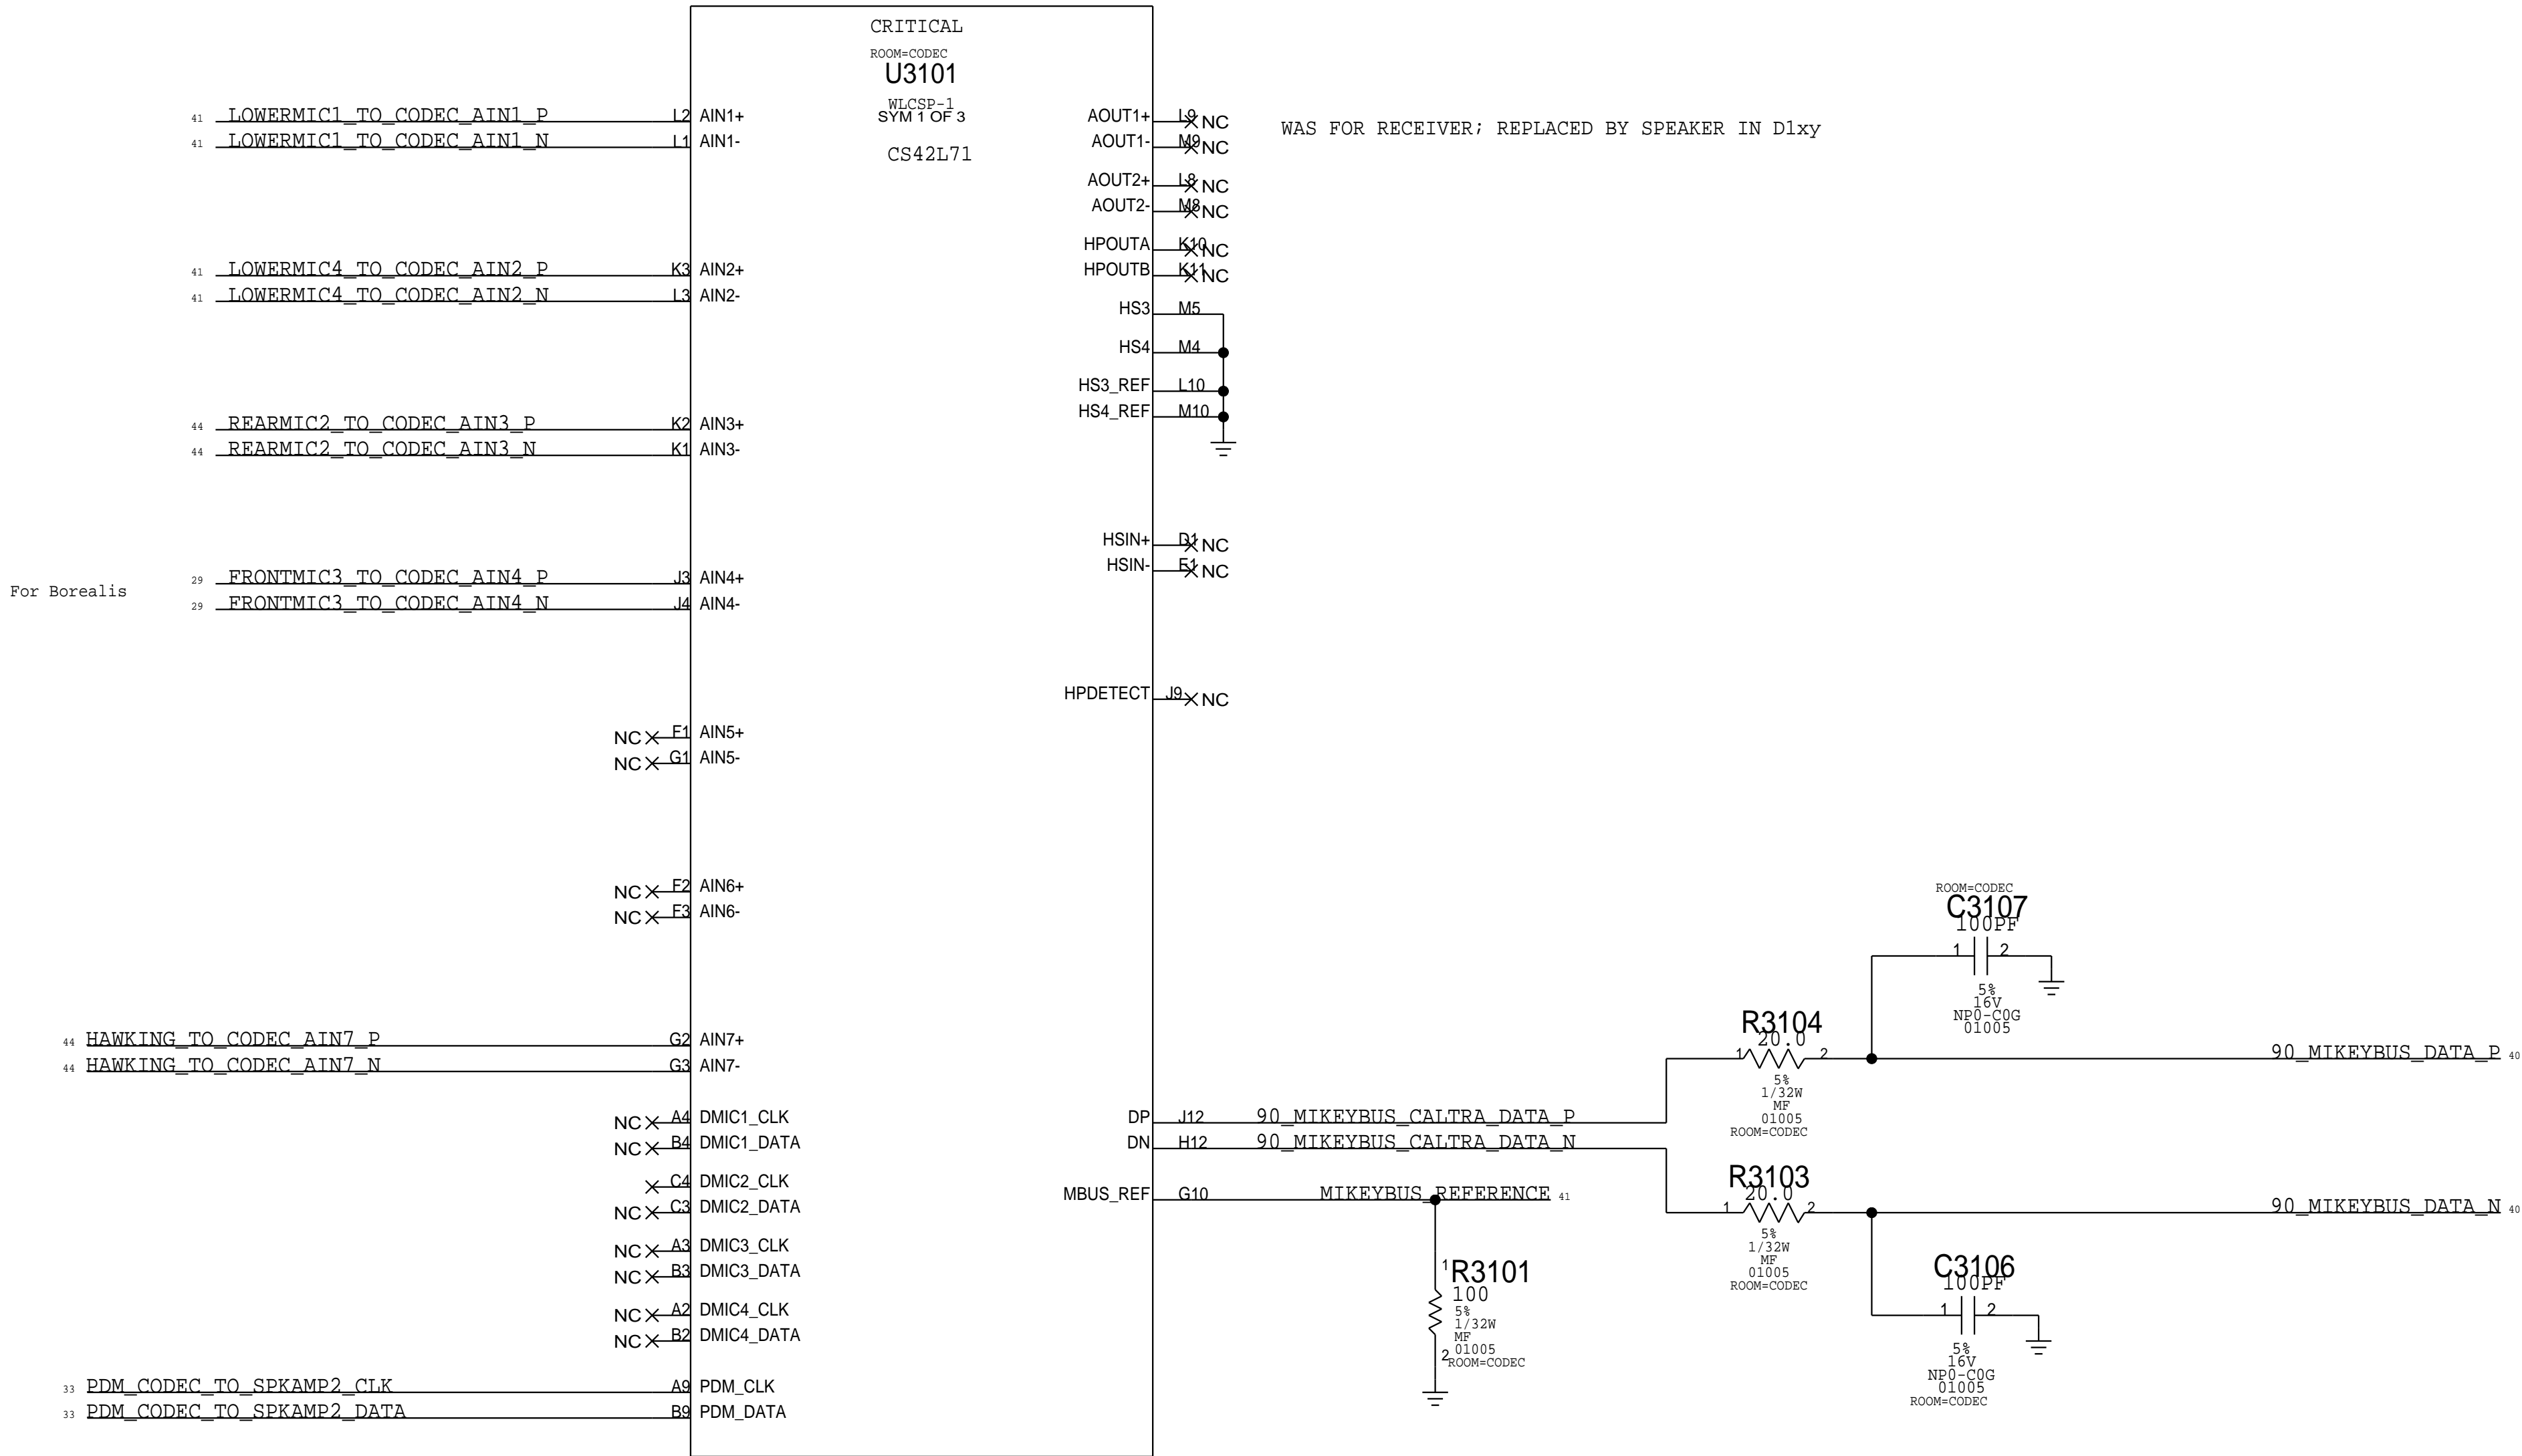 CRITICAL
ROOM=CODEC
U3101
WLCSP-1
SYM 1 OF 3
CS42L71
41 LOWERMIC1_TO_CODEC_AIN1_P L2 AIN1+
41 LOWERMIC1_TO_CODEC_AIN1_N L1 AIN1-
41 LOWERMIC4_TO_CODEC_AIN2_P K3 AIN2+
41 LOWERMIC4_TO_CODEC_AIN2_N L3 AIN2-
44 REARMIC2_TO_CODEC_AIN3_P K2 AIN3+
44 REARMIC2_TO_CODEC_AIN3_N K1 AIN3-
For Borealis
29 FRONTMIC3_TO_CODEC_AIN4_P J3 AIN4+
29 FRONTMIC3_TO_CODEC_AIN4_N J4 AIN4-
NC F1 AIN5+
NC G1 AIN5-
NC F2 AIN6+
NC F3 AIN6-
44 HAWKING_TO_CODEC_AIN7_P G2 AIN7+
44 HAWKING_TO_CODEC_AIN7_N G3 AIN7-
NC A4 DMIC1_CLK
NC B4 DMIC1_DATA
C4 DMIC2_CLK
NC C3 DMIC2_DATA
NC A3 DMIC3_CLK
NC B3 DMIC3_DATA
NC A2 DMIC4_CLK
NC B2 DMIC4_DATA
33 PDM_CODEC_TO_SPKAMP2_CLK A9 PDM_CLK
33 PDM_CODEC_TO_SPKAMP2_DATA B9 PDM_DATA
AOUT1+ L9 NC
AOUT1- M9 NC
WAS FOR RECEIVER; REPLACED BY SPEAKER IN D1xy
AOUT2+ L8 NC
AOUT2- M8 NC
HPOUTA K10 NC
HPOUTB K11 NC
HS3 M5
HS4 M4
HS3_REF L10
HS4_REF M10
HSIN+ D1 NC
HSIN- E1 NC
HPDETECT J9 NC
DP J12 90_MIKEYBUS_CALTRA_DATA_P
DN H12 90_MIKEYBUS_CALTRA_DATA_N
MBUS_REF G10 MIKEYBUS_REFERENCE 41
1 R3101
100
5%
1/32W
MF
01005
2 ROOM=CODEC
ROOM=CODEC
C3107
100PF
1 2
5%
16V
NP0-C0G
01005
R3104
20.0
1 2
5%
1/32W
MF
01005
ROOM=CODEC
90_MIKEYBUS_DATA_P 40
R3103
20.0
1 2
5%
1/32W
MF
01005
ROOM=CODEC
90_MIKEYBUS_DATA_N 40
C3106
100PF
1 2
5%
16V
NP0-C0G
01005
ROOM=CODEC